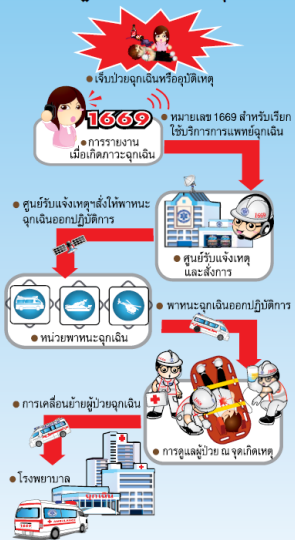 • เจ็บป่วยฉุกเฉินหรืออุบัติเหตุ
1669
• การรายงาน
เมื่อเกิดภาวะฉุกเฉิน
• หมายเลข 1669 สำหรับเรียก
ใช้บริการการแพทย์ฉุกเฉิน
• ศูนย์รับแจ้งเหตุฯสั่งให้พาหนะ
ฉุกเฉินออกปฏิบัติการ
• ศูนย์รับแจ้งเหตุ
และสั่งการ
• พาหนะฉุกเฉินออกปฏิบัติการ
• หน่วยพาหนะฉุกเฉิน
• การเคลื่อนย้ายผู้ป่วยฉุกเฉิน
• การดูแลผู้ป่วย ณ จุดเกิดเหตุ
• โรงพยาบาล
ฉุกเฉิน